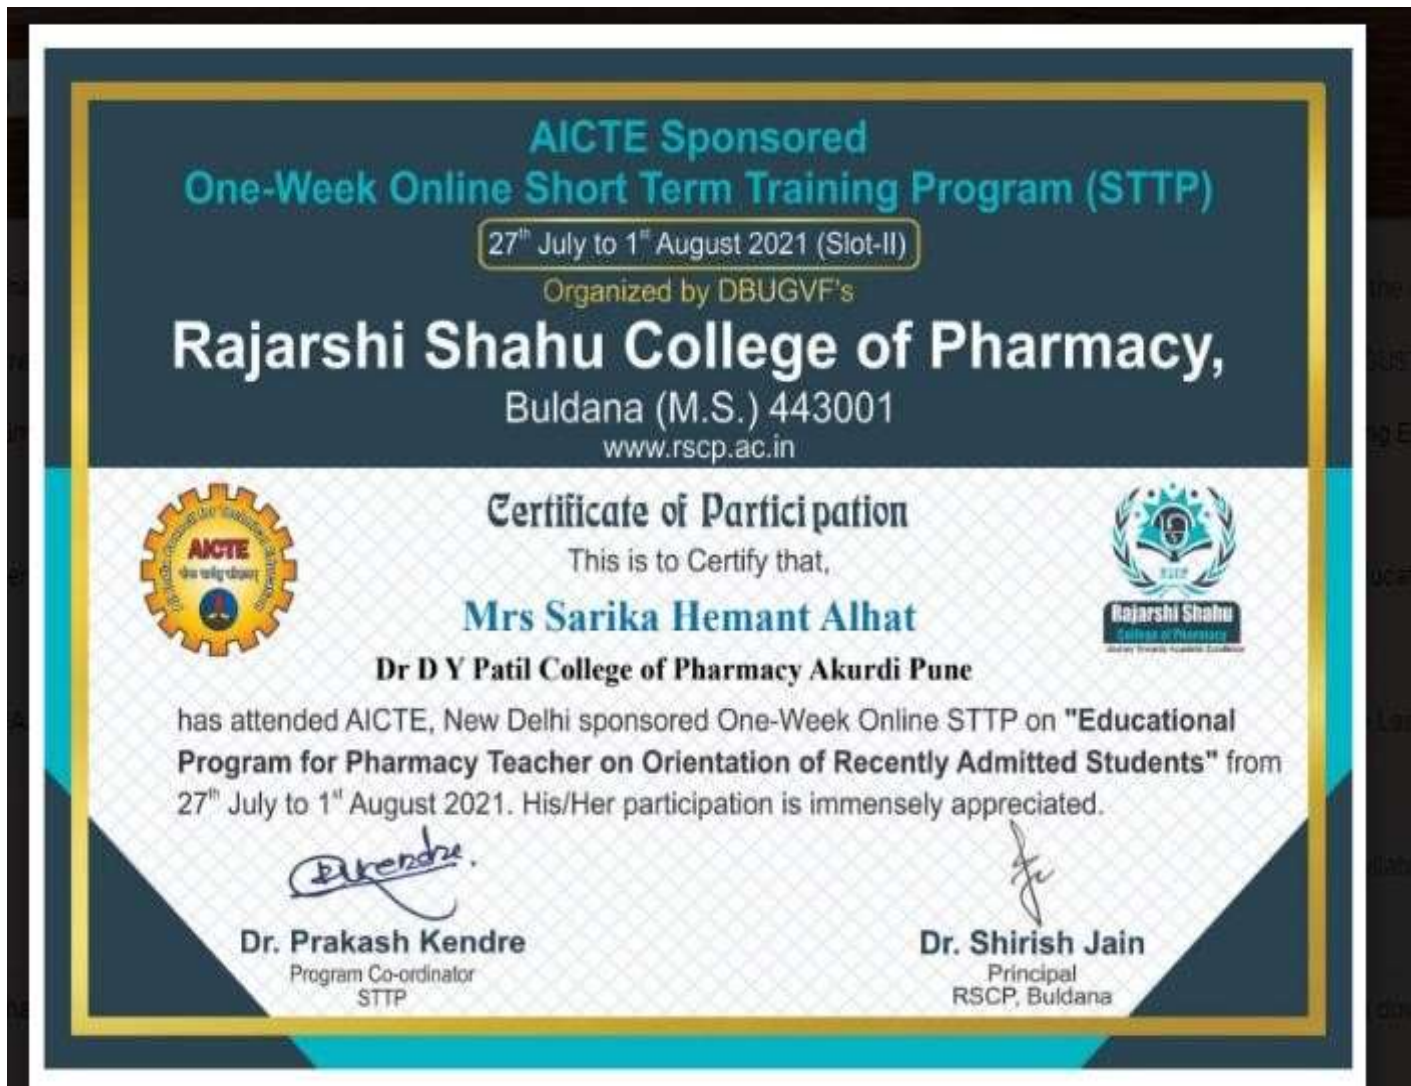 AICTE Sponsored
One-Week Online Short Term Training Program (STTP)
27th July to 1st August 2021 (Slot-II)
Organized by DBUGVF's
Rajarshi Shahu College of Pharmacy,
Buldana (M.S.) 443001
www.rscp.ac.in
Certificate of Participation
This is to Certify that,
AICTE
RSCP
Rajarshi Shahu
College of Pharmacy
Mrs Sarika Hemant Alhat
Dr D Y Patil College of Pharmacy Akurdi Pune
has attended AICTE, New Delhi sponsored One-Week Online STTP on "Educational
Program for Pharmacy Teacher on Orientation of Recently Admitted Students" from
27th July to 1st August 2021. His/Her participation is immensely appreciated.
Dr. Prakash Kendre
Program Co-ordinator
STTP
Dr. Shirish Jain
Principal
RSCP, Buldana